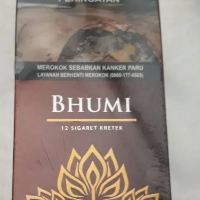 PERINGATAN
MEROKOK SEBABKAN KANKER PARU
LAYANAN BERHENTI MEROKOK (0800-177-6565)
BHUMI
12 SIGARET KRETEK